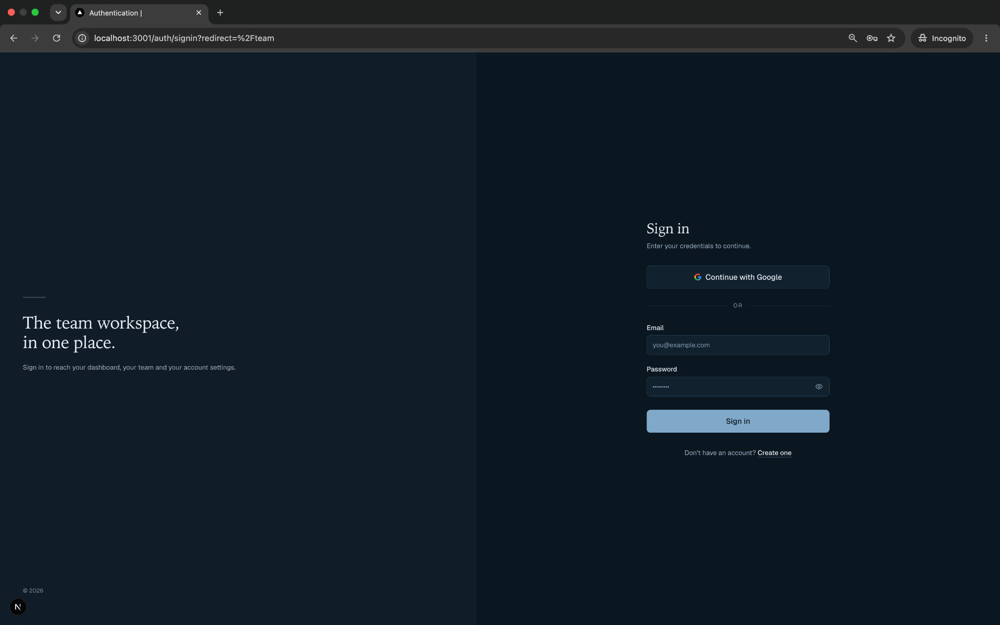 Authentication |
localhost:3001/auth/signin?redirect=%2Fteam
Incognito
The team workspace,
in one place.
Sign in to reach your dashboard, your team and your account settings.
© 2026
N
Sign in
Enter your credentials to continue.
Continue with Google
OR
Email
you@example.com
Password
••••••••
Sign in
Don't have an account? Create one